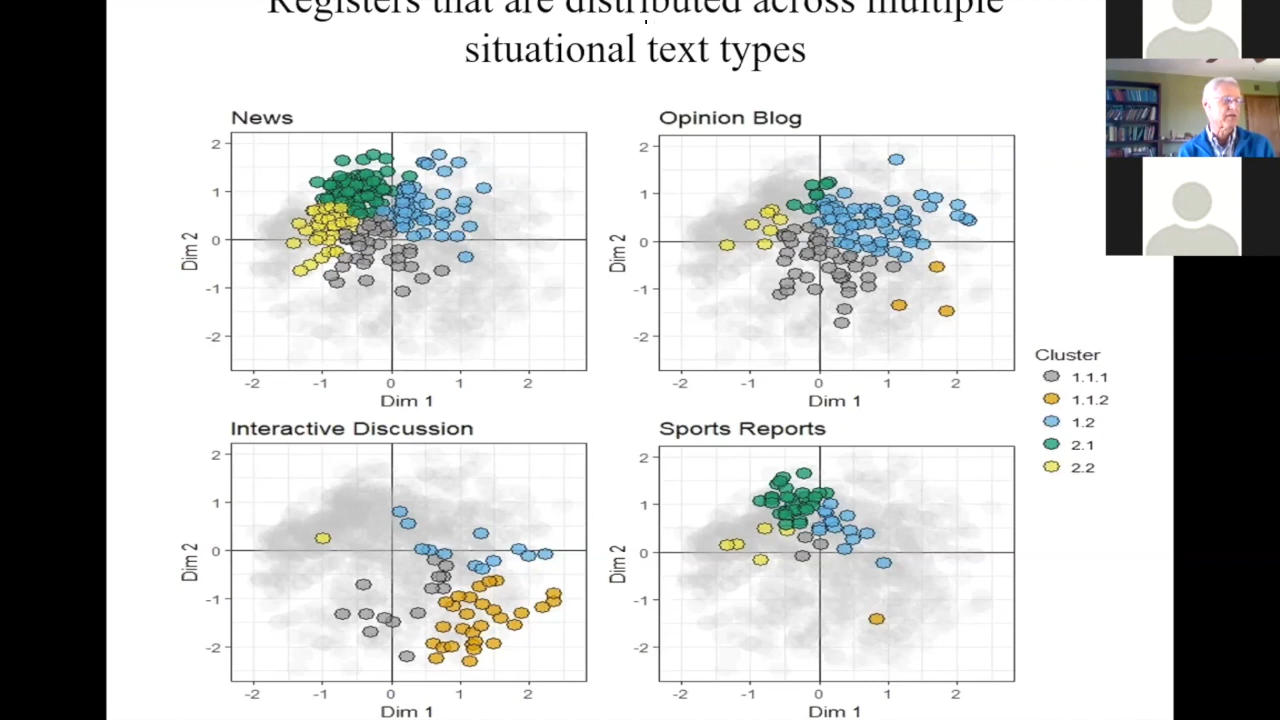 Registers that are distributed across multiple
situational text types
News
2
1
0
-1
-2
Dim 2
-2 -1 0 1 2
Dim 1
Opinion Blog
2
1
0
-1
-2
Dim 2
-2 -1 0 1 2
Dim 1
Interactive Discussion
2
1
0
-1
-2
Dim 2
-2 -1 0 1 2
Dim 1
Sports Reports
2
1
0
-1
-2
Dim 2
-2 -1 0 1 2
Dim 1
Cluster
1.1.1
1.1.2
1.2
2.1
2.2